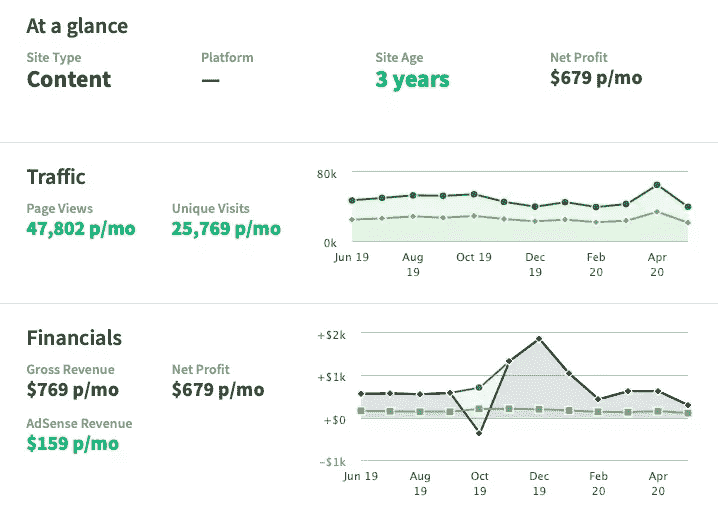 At a glance
Site Type Platform Site Age Net Profit
Content — 3 years $679 p/mo
Traffic
Page Views Unique Visits
47,802 p/mo 25,769 p/mo
80k
0k
Jun 19 Aug 19 Oct 19 Dec 19 Feb 20 Apr 20
Financials
Gross Revenue Net Profit
$769 p/mo $679 p/mo
AdSense Revenue
$159 p/mo
+$2k
+$1k
+$0
-$1k
Jun 19 Aug 19 Oct 19 Dec 19 Feb 20 Apr 20